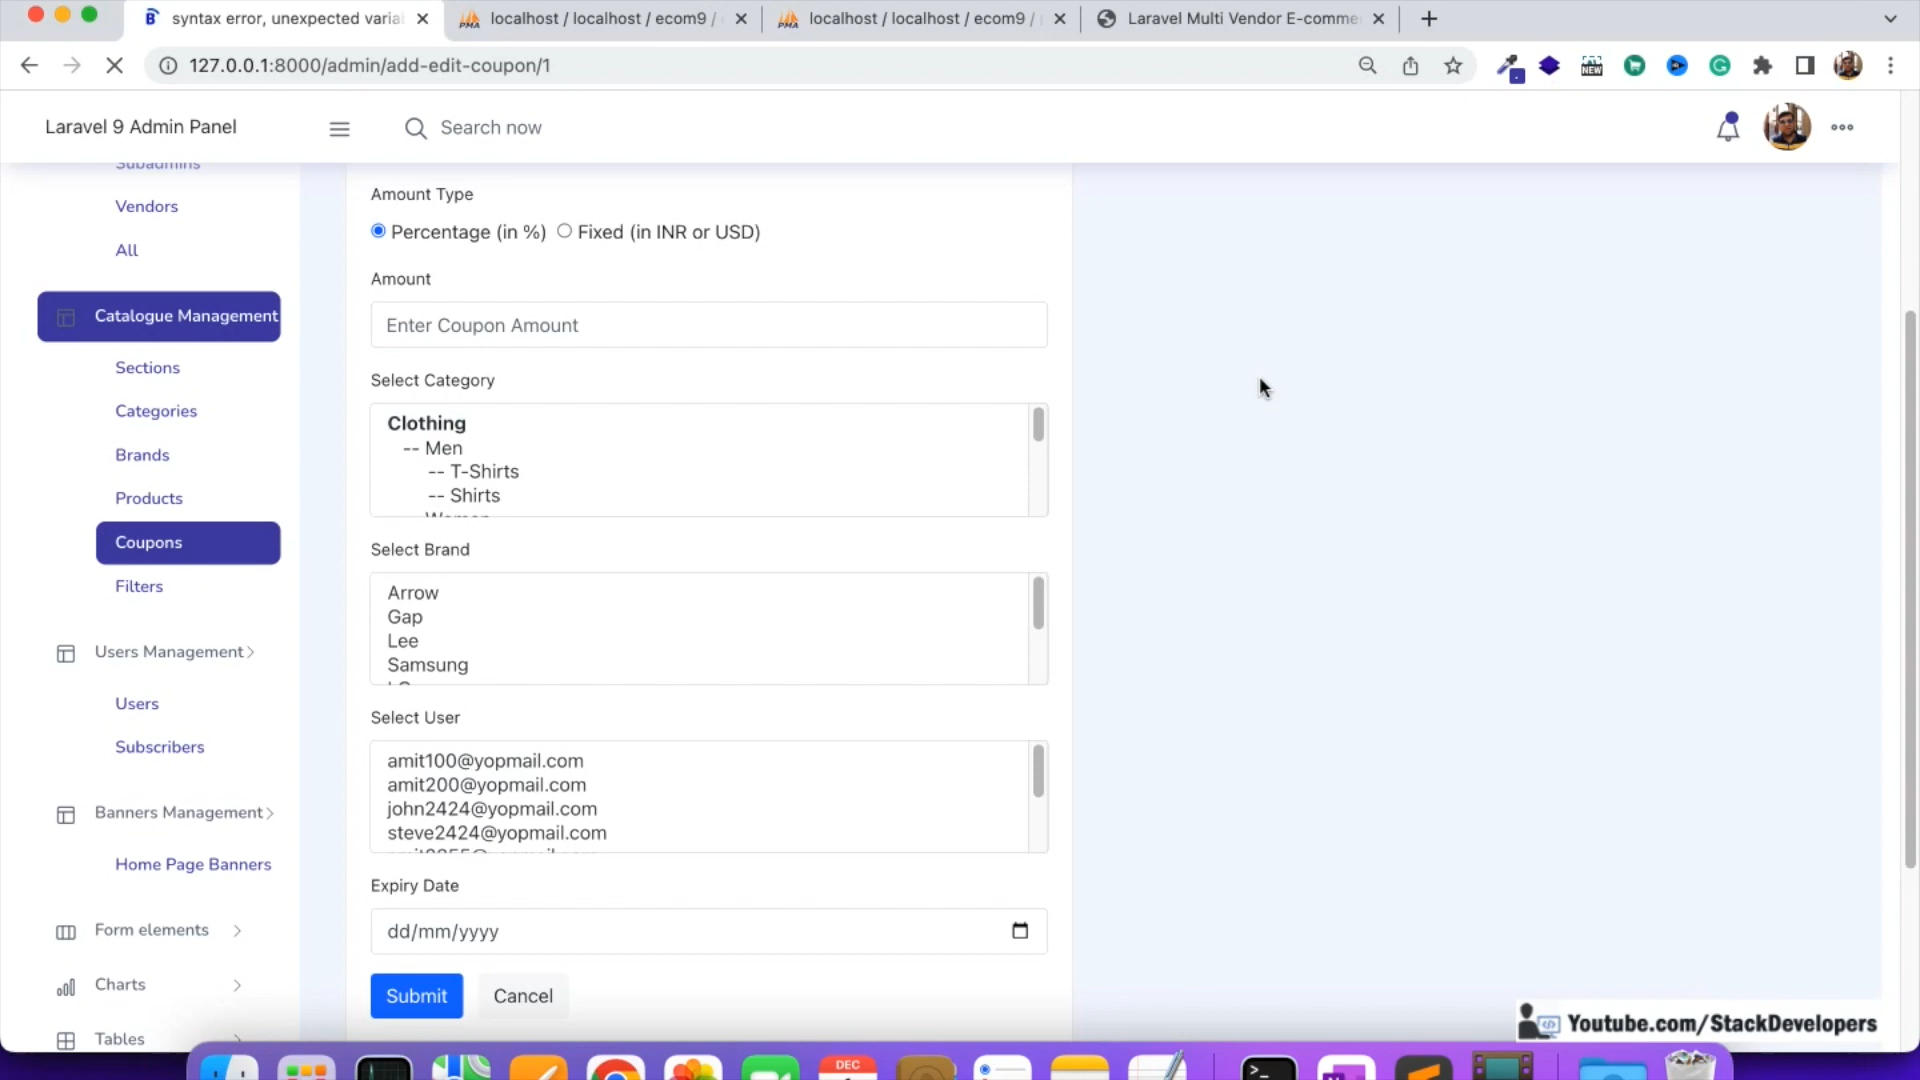 syntax error, unexpected varia
localhost / localhost / ecom9 /
localhost / localhost / ecom9 /
Laravel Multi Vendor E-comme
127.0.0.1:8000/admin/add-edit-coupon/1
NEW
Laravel 9 Admin Panel
Search now
Subadmins
Vendors
All
Catalogue Management
Sections
Categories
Brands
Products
Coupons
Filters
Users Management
Users
Subscribers
Banners Management
Home Page Banners
Form elements
Charts
Tables
Amount Type
Percentage (in %) Fixed (in INR or USD)
Amount
Enter Coupon Amount
Select Category
Clothing
-- Men
-- T-Shirts
-- Shirts
Select Brand
Arrow
Gap
Lee
Samsung
Select User
amit100@yopmail.com
amit200@yopmail.com
john2424@yopmail.com
steve2424@yopmail.com
Expiry Date
dd/mm/yyyy
Submit Cancel
Youtube.com/StackDevelopers
DEC